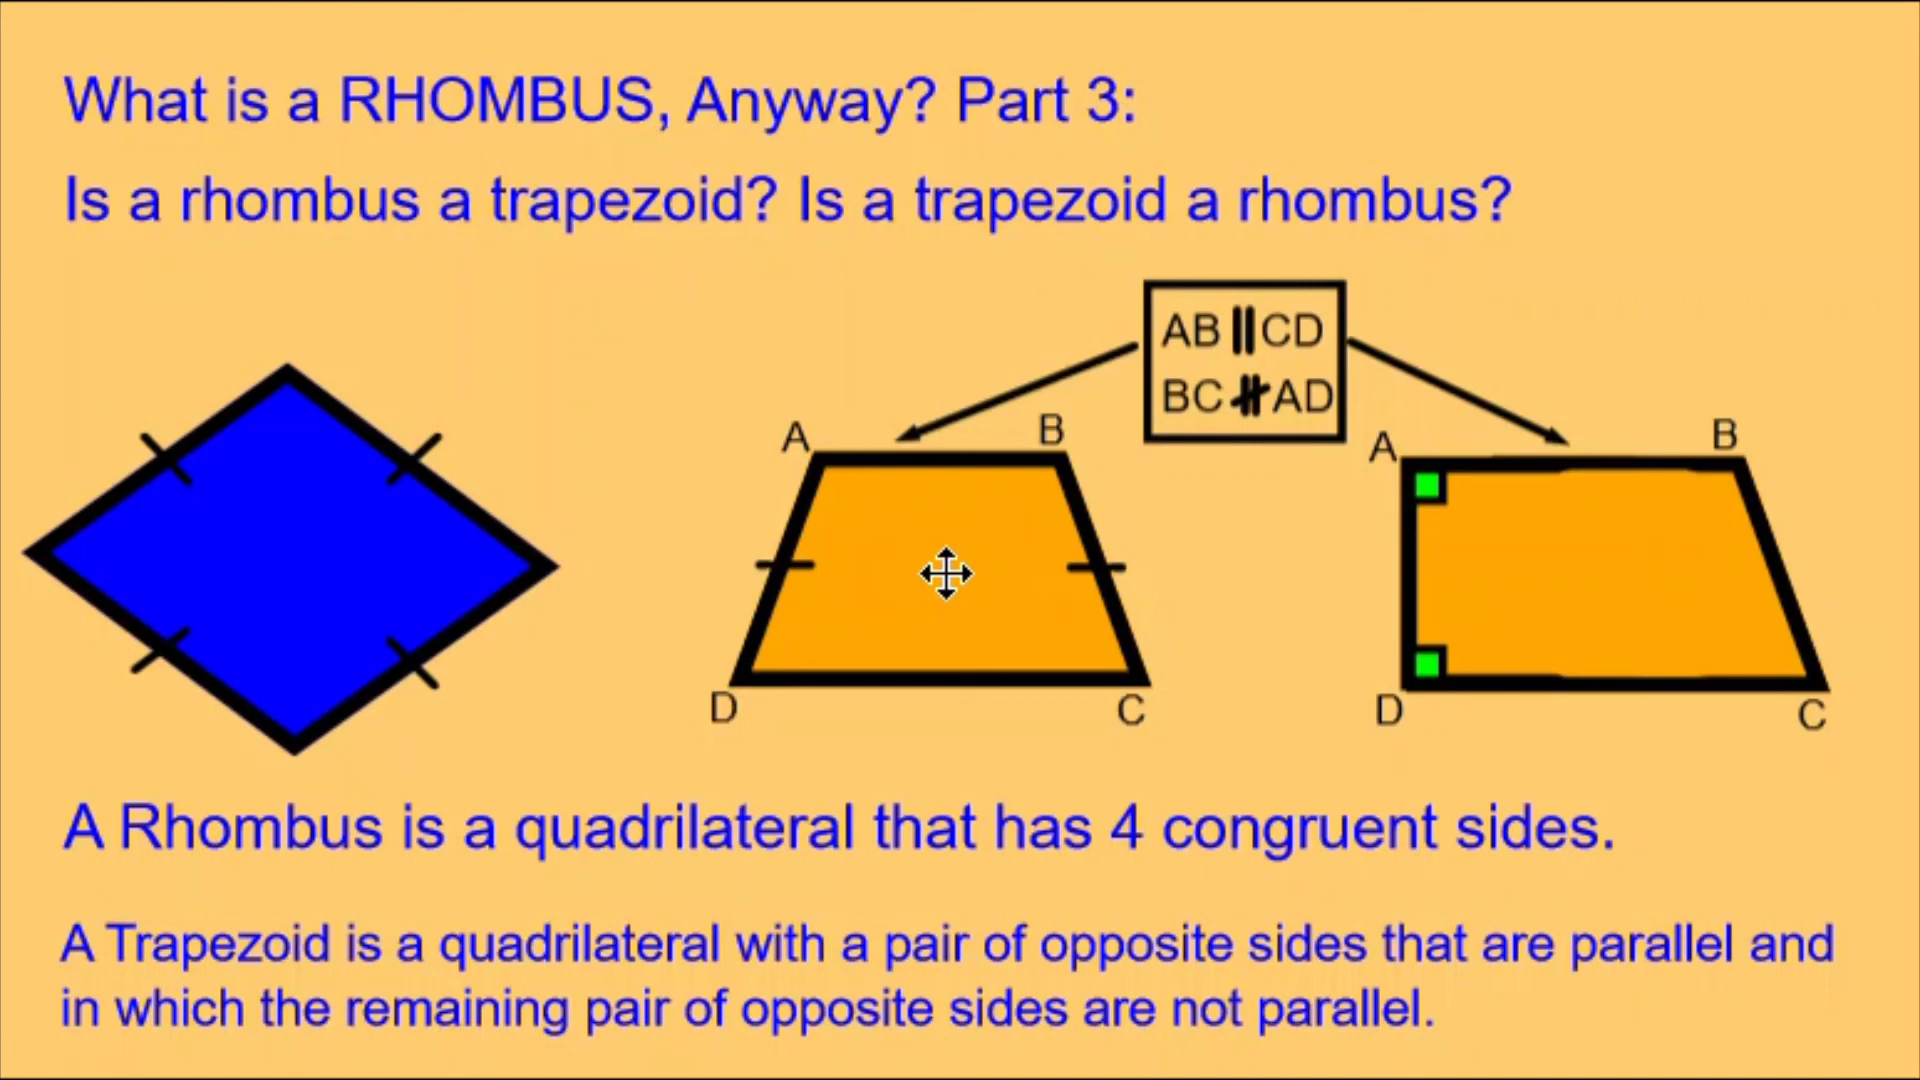 What is a RHOMBUS, Anyway? Part 3:
Is a rhombus a trapezoid? Is a trapezoid a rhombus?
AB ∥ CD
BC ∦ AD
A B
A B
D C
D C
A Rhombus is a quadrilateral that has 4 congruent sides.
A Trapezoid is a quadrilateral with a pair of opposite sides that are parallel and
in which the remaining pair of opposite sides are not parallel.